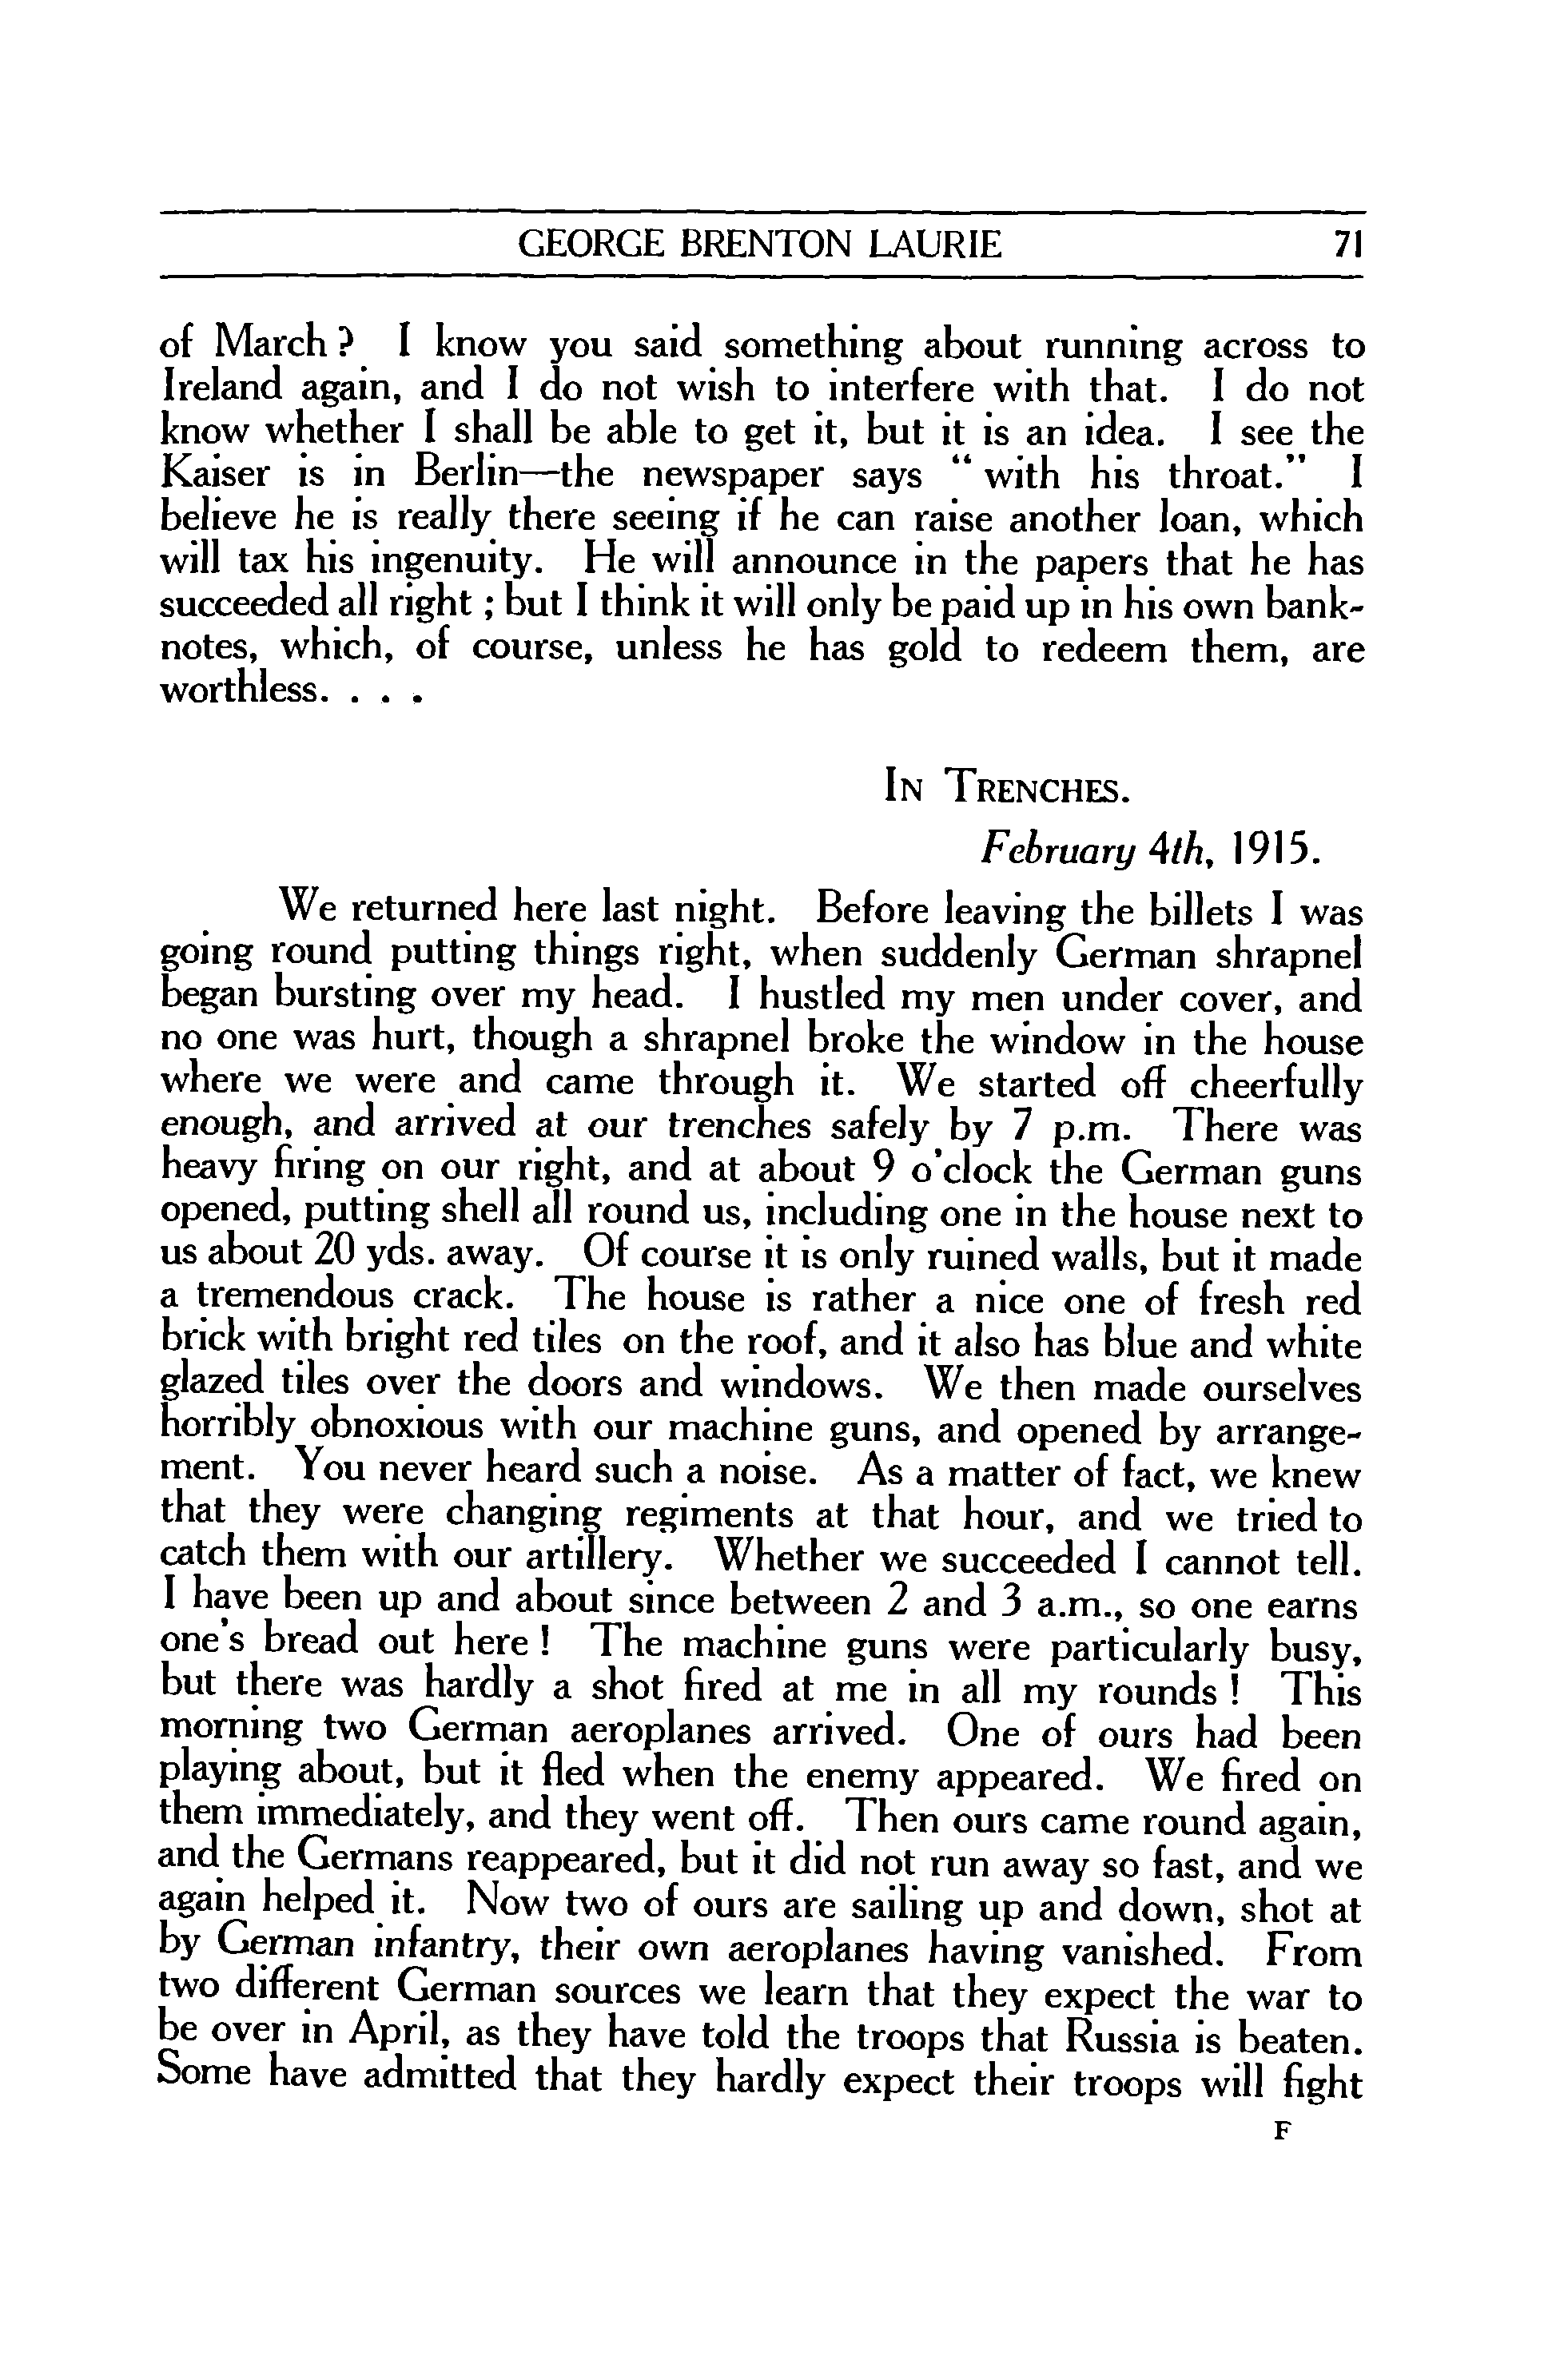 GEORGE BRENTON LAURIE 71
of March? I know you said something about running across to
Ireland again, and I do not wish to interfere with that. I do not
know whether I shall be able to get it, but it is an idea. I see the
Kaiser is in Berlin—the newspaper says “ with his throat.” I
believe he is really there seeing if he can raise another loan, which
will tax his ingenuity. He will announce in the papers that he has
succeeded all right ; but I think it will only be paid up in his own bank-
notes, which, of course, unless he has gold to redeem them, are
worthless. . . .
IN TRENCHES.
February 4th, 1915.
We returned here last night. Before leaving the billets I was
going round putting things right, when suddenly German shrapnel
began bursting over my head. I hustled my men under cover, and
no one was hurt, though a shrapnel broke the window in the house
where we were and came through it. We started off cheerfully
enough, and arrived at our trenches safely by 7 p.m. There was
heavy firing on our right, and at about 9 o’clock the German guns
opened, putting shell all round us, including one in the house next to
us about 20 yds. away. Of course it is only ruined walls, but it made
a tremendous crack. The house is rather a nice one of fresh red
brick with bright red tiles on the roof, and it also has blue and white
glazed tiles over the doors and windows. We then made ourselves
horribly obnoxious with our machine guns, and opened by arrange-
ment. You never heard such a noise. As a matter of fact, we knew
that they were changing regiments at that hour, and we tried to
catch them with our artillery. Whether we succeeded I cannot tell.
I have been up and about since between 2 and 3 a.m., so one earns
one’s bread out here ! The machine guns were particularly busy,
but there was hardly a shot fired at me in all my rounds ! This
morning two German aeroplanes arrived. One of ours had been
playing about, but it fled when the enemy appeared. We fired on
them immediately, and they went off. Then ours came round again,
and the Germans reappeared, but it did not run away so fast, and we
again helped it. Now two of ours are sailing up and down, shot at
by German infantry, their own aeroplanes having vanished. From
two different German sources we learn that they expect the war to
be over in April, as they have told the troops that Russia is beaten.
Some have admitted that they hardly expect their troops will fight
F